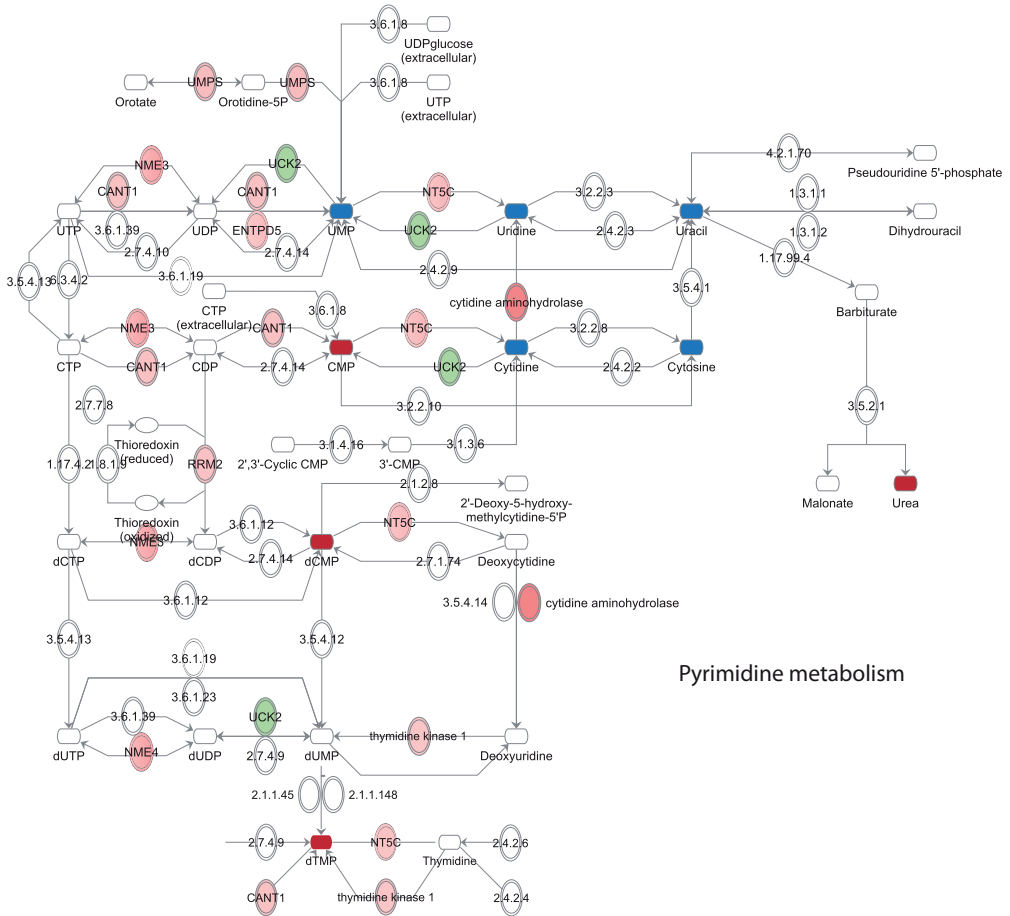 3.6.1.8
UDPglucose
(extracellular)
UMPS
UMPS
3.6.1.8
Orotate
Orotidine-5P
UTP
(extracellular)
4.2.1.70
NME3
UCK2
Pseudouridine 5'-phosphate
CANT1
CANT1
NT5C
3.2.2.3
1.3.1.1
UTP
3.6.1.39
UDP
ENTPD5
UMP
UCK2
Uridine
2.4.2.3
Uracil
1.3.1.2
Dihydrouracil
2.7.4.10
2.7.4.14
1.17.99.4
3.5.4.13
6.3.4.2
3.6.1.19
2.4.2.9
3.5.4.1
CTP
(extracellular)
3.6.1.8
cytidine aminohydrolase
Barbiturate
NME3
CANT1
NT5C
3.2.2.8
CTP
CANT1
CDP
2.7.4.14
CMP
UCK2
Cytidine
2.4.2.2
Cytosine
2.7.7.8
3.2.2.10
3.5.2.1
Thioredoxin
(reduced)
3.1.4.16
3.1.3.6
1.17.4.2
1.8.1.9
RRM2
2',3'-Cyclic CMP
3'-CMP
2.1.2.8
Thioredoxin
(oxidized)
2'-Deoxy-5-hydroxy-
methylcytidine-5'P
Malonate
Urea
3.6.1.12
NT5C
NME3
dCTP
dCDP
2.7.4.14
dCMP
2.7.1.74
Deoxycytidine
3.6.1.12
3.5.4.14
cytidine aminohydrolase
3.5.4.13
3.5.4.12
3.6.1.19
Pyrimidine metabolism
3.6.1.23
3.6.1.39
UCK2
thymidine kinase 1
dUTP
NME4
dUDP
2.7.4.9
dUMP
Deoxyuridine
2.1.1.45
2.1.1.148
2.7.4.9
NT5C
2.4.2.6
dTMP
Thymidine
CANT1
thymidine kinase 1
2.4.2.4